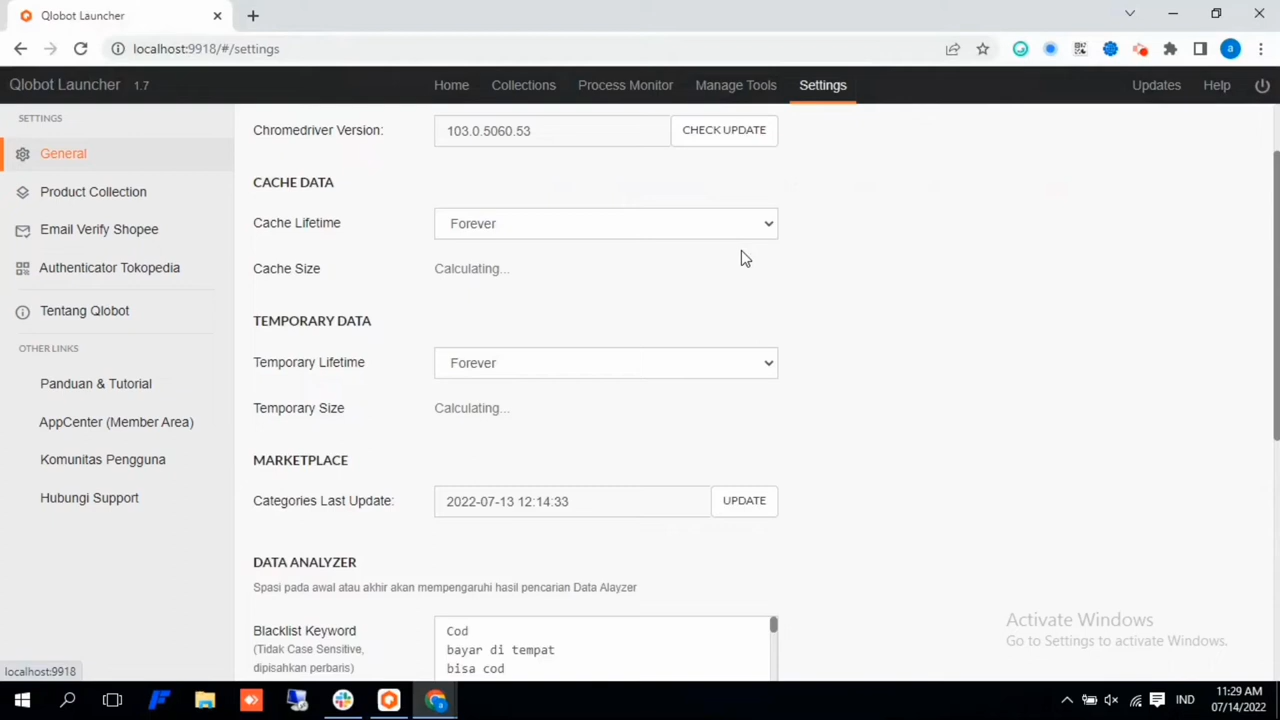 Qlobot Launcher
localhost:9918/#/settings
a
Qlobot Launcher 1.7 Home Collections Process Monitor Manage Tools Settings Updates Help
SETTINGS
General
Product Collection
Email Verify Shopee
Authenticator Tokopedia
Tentang Qlobot
OTHER LINKS
Panduan & Tutorial
AppCenter (Member Area)
Komunitas Pengguna
Hubungi Support
Chromedriver Version: 103.0.5060.53 CHECK UPDATE
CACHE DATA
Cache Lifetime Forever
Cache Size Calculating...
TEMPORARY DATA
Temporary Lifetime Forever
Temporary Size Calculating...
MARKETPLACE
Categories Last Update: 2022-07-13 12:14:33 UPDATE
DATA ANALYZER
Spasi pada awal atau akhir akan mempengaruhi hasil pencarian Data Alayzer
Blacklist Keyword
(Tidak Case Sensitive,
dipisahkan perbaris)
Cod
bayar di tempat
bisa cod
Activate Windows
Go to Settings to activate Windows.
localhost:9918
IND
11:29 AM
07/14/2022